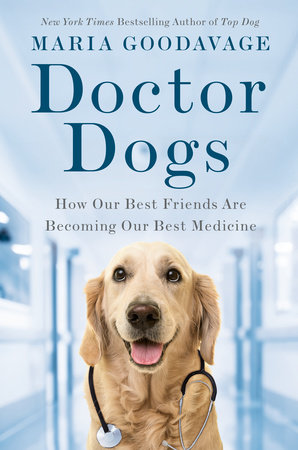 New York Times Bestselling Author of Top Dog
MARIA GOODAVAGE
Doctor
Dogs
How Our Best Friends Are
Becoming Our Best Medicine